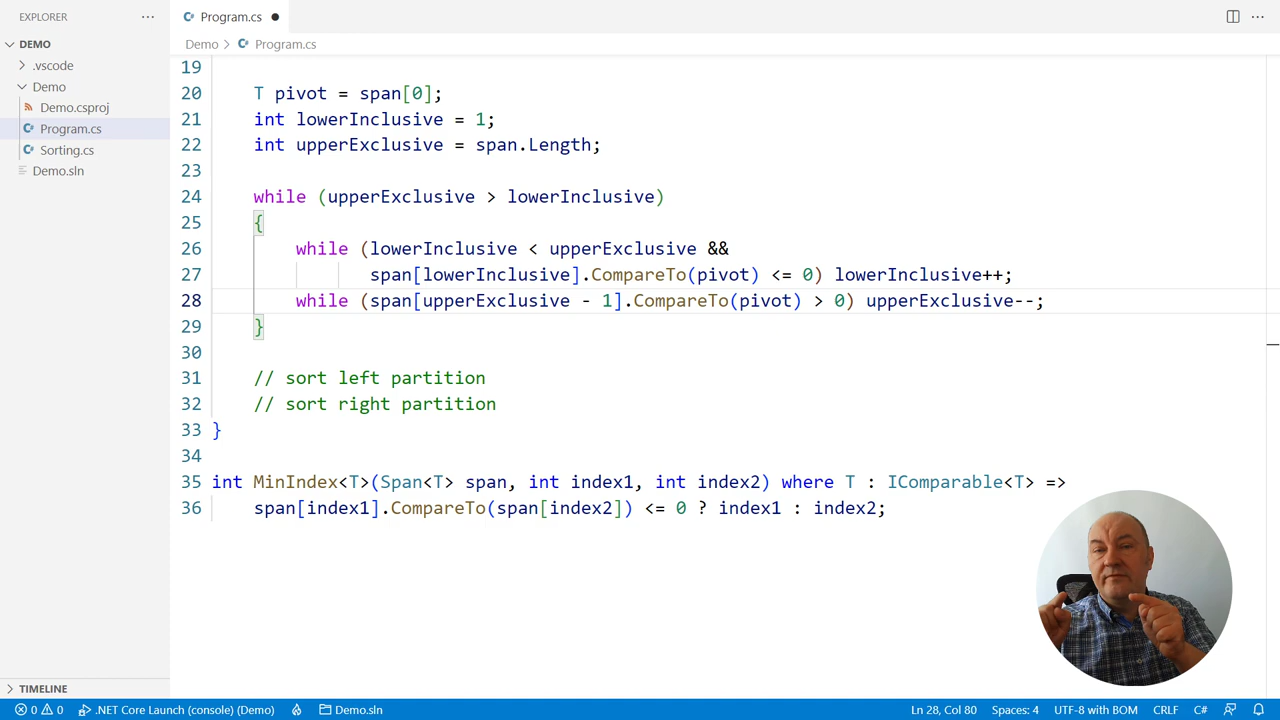 EXPLORER
Program.cs
DEMO
Demo
Program.cs
.vscode
Demo
Demo.csproj
Program.cs
Sorting.cs
Demo.sln
19
20 T pivot = span[0];
21 int lowerInclusive = 1;
22 int upperExclusive = span.Length;
23
24 while (upperExclusive > lowerInclusive)
25 {
26 while (lowerInclusive < upperExclusive &&
27 span[lowerInclusive].CompareTo(pivot) <= 0) lowerInclusive++;
28 while (span[upperExclusive - 1].CompareTo(pivot) > 0) upperExclusive--;
29 }
30
31 // sort left partition
32 // sort right partition
33 }
34
35 int MinIndex<T>(Span<T> span, int index1, int index2) where T : IComparable<T> =>
36 span[index1].CompareTo(span[index2]) <= 0 ? index1 : index2;
TIMELINE
0 0 .NET Core Launch (console) (Demo) Demo.sln Ln 28, Col 80 Spaces: 4 UTF-8 with BOM CRLF C#